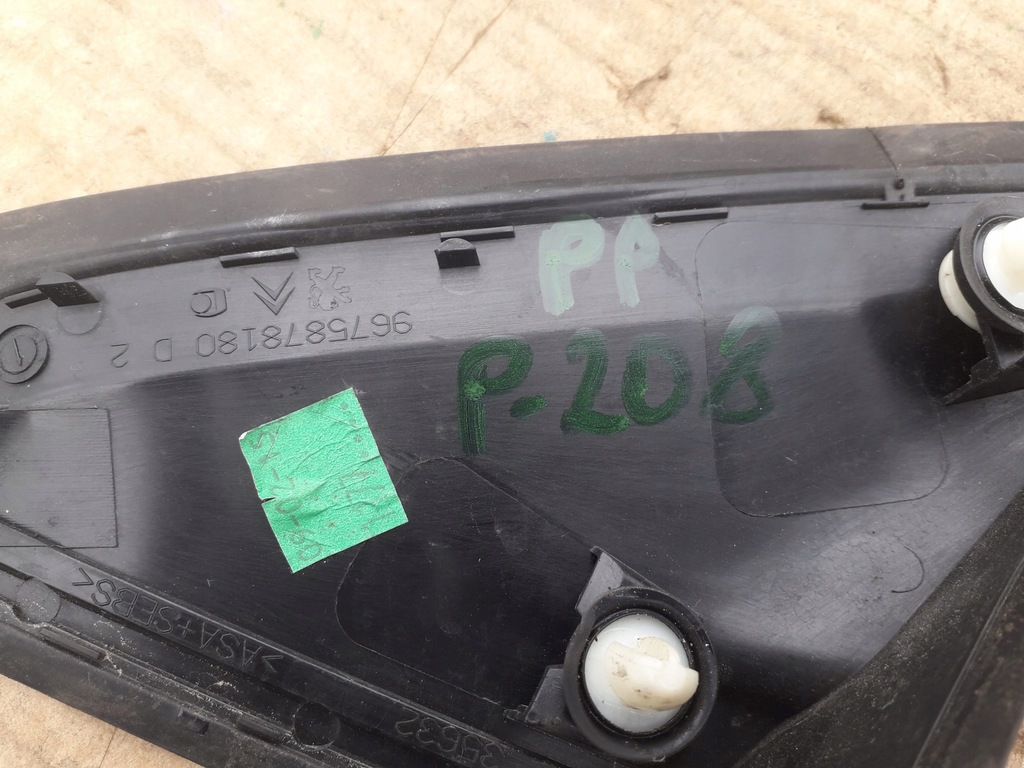 PP
P-208
9675878180 D 2
>ASA+SEBS<
35632